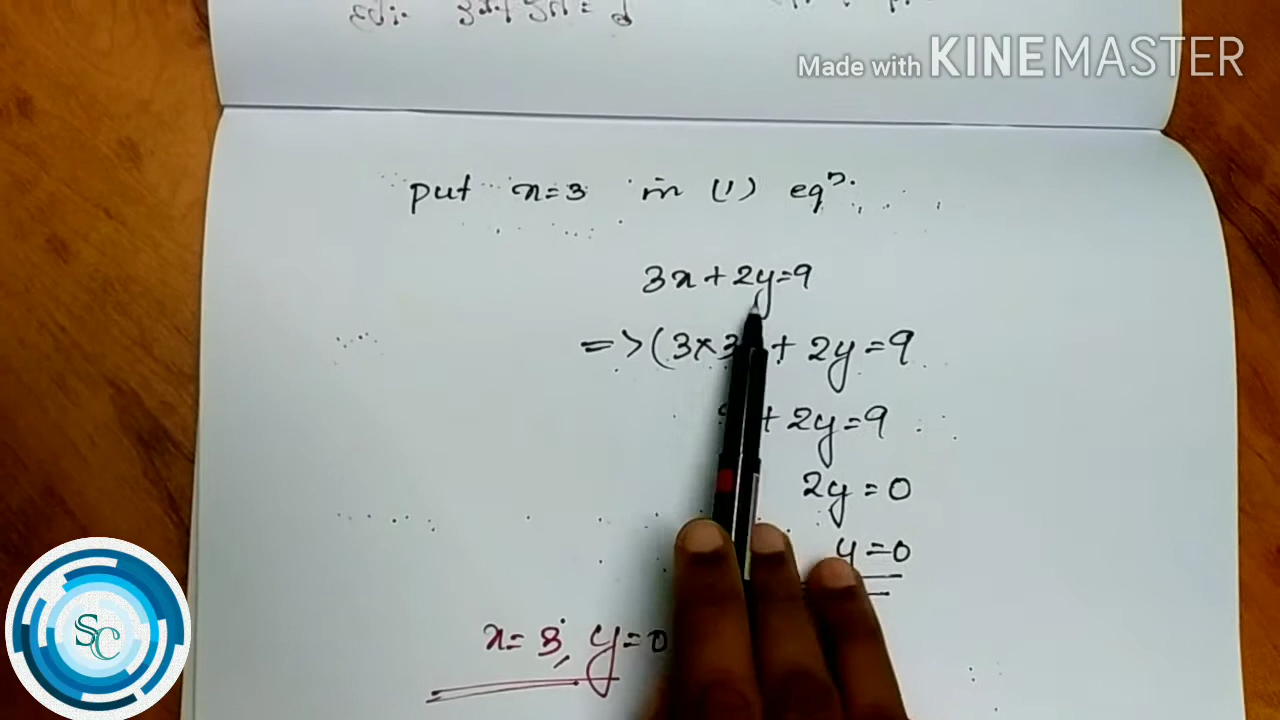 Made with KINEMASTER
put x=3 in (1) eqⁿ.
3x+2y=9
=> (3×3 + 2y=9
+ 2y=9
2y=0
y=0
x=3, y=0
SC